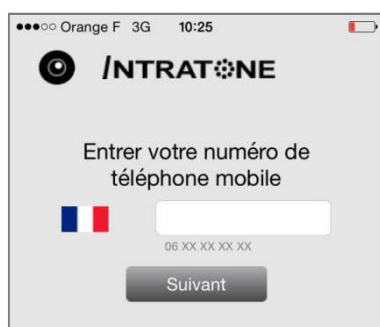 ●●●○○ Orange F 3G 10:25
INTRATONE
Entrer votre numéro de
téléphone mobile
06 XX XX XX XX
Suivant